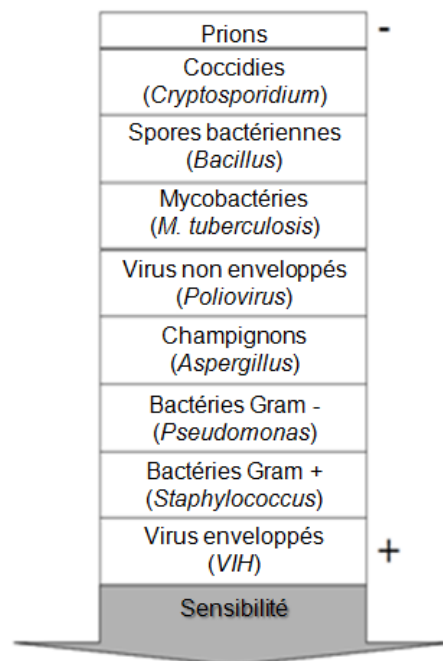 Prions
-
Coccidies
(Cryptosporidium)
Spores bactériennes
(Bacillus)
Mycobactéries
(M. tuberculosis)
Virus non enveloppés
(Poliovirus)
Champignons
(Aspergillus)
Bactéries Gram -
(Pseudomonas)
Bactéries Gram +
(Staphylococcus)
Virus enveloppés
(VIH)
+
Sensibilité